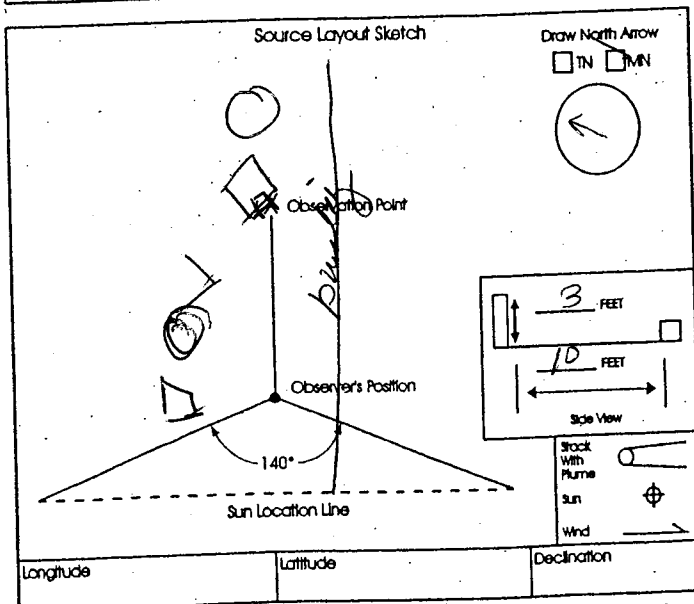 Source Layout Sketch
Draw North Arrow
TN MN
Observation Point
3 FEET
10 FEET
Side View
Observer's Position
140°
Sun Location Line
Stack
With
Plume
Sun
Wind
Longitude
Latitude
Declination